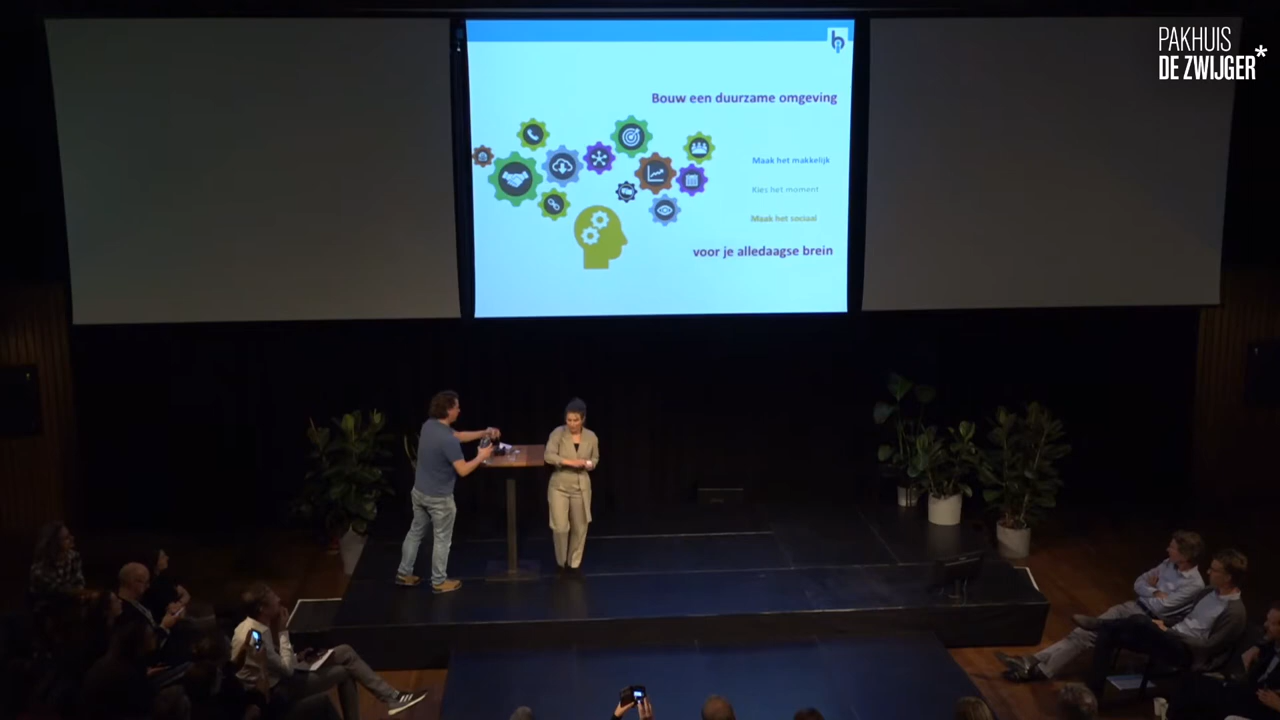 PAKHUIS
DE ZWIJGER*
Bouw een duurzame omgeving
Maak het makkelijk
Kies het moment
Maak het sociaal
voor je alledaagse brein